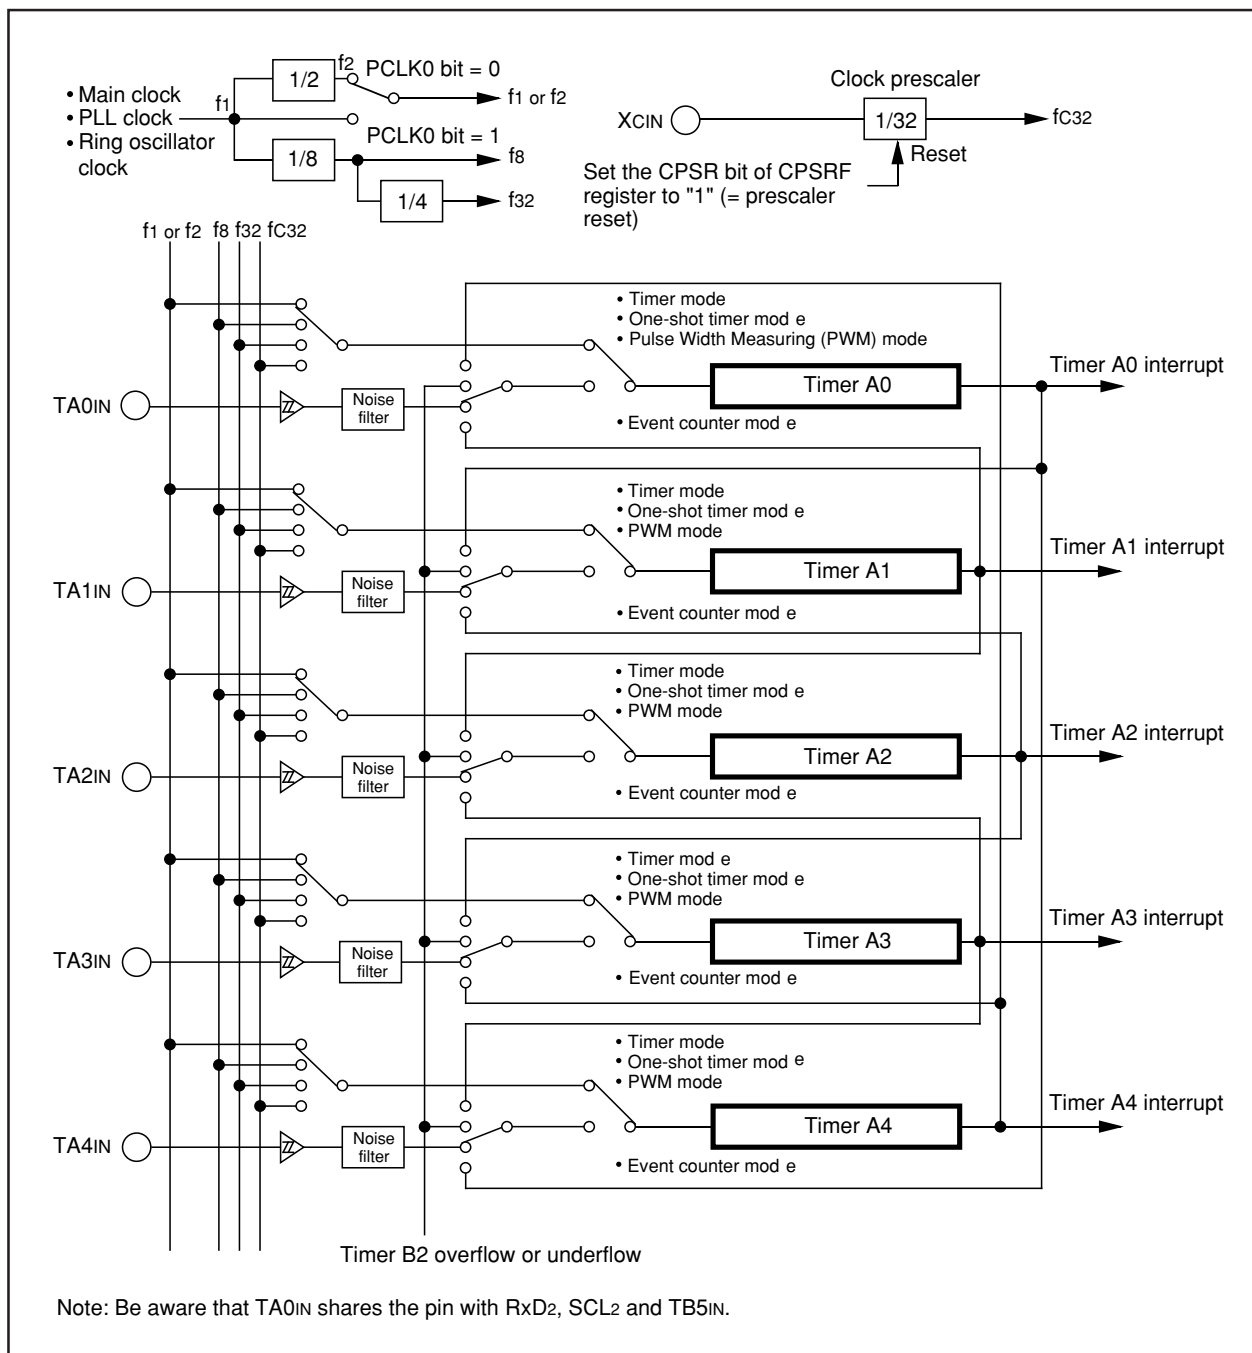 • Main clock
• PLL clock
• Ring oscillator
clock
f1
1/2
f2
PCLK0 bit = 0
f1 or f2
PCLK0 bit = 1
1/8
f8
1/4
f32
Clock prescaler
XCIN
1/32
fC32
Reset
Set the CPSR bit of CPSRF
register to "1" (= prescaler
reset)
f1 or f2 f8 f32 fC32
• Timer mode
• One-shot timer mod e
• Pulse Width Measuring (PWM) mode
TA0IN
Noise
filter
Timer A0
Timer A0 interrupt
• Event counter mod e
• Timer mode
• One-shot timer mod e
• PWM mode
TA1IN
Noise
filter
Timer A1
Timer A1 interrupt
• Event counter mod e
• Timer mode
• One-shot timer mod e
• PWM mode
TA2IN
Noise
filter
Timer A2
Timer A2 interrupt
• Event counter mod e
• Timer mod e
• One-shot timer mod e
• PWM mode
TA3IN
Noise
filter
Timer A3
Timer A3 interrupt
• Event counter mod e
• Timer mode
• One-shot timer mod e
• PWM mode
TA4IN
Noise
filter
Timer A4
Timer A4 interrupt
• Event counter mod e
Timer B2 overflow or underflow
Note: Be aware that TA0IN shares the pin with RxD2, SCL2 and TB5IN.